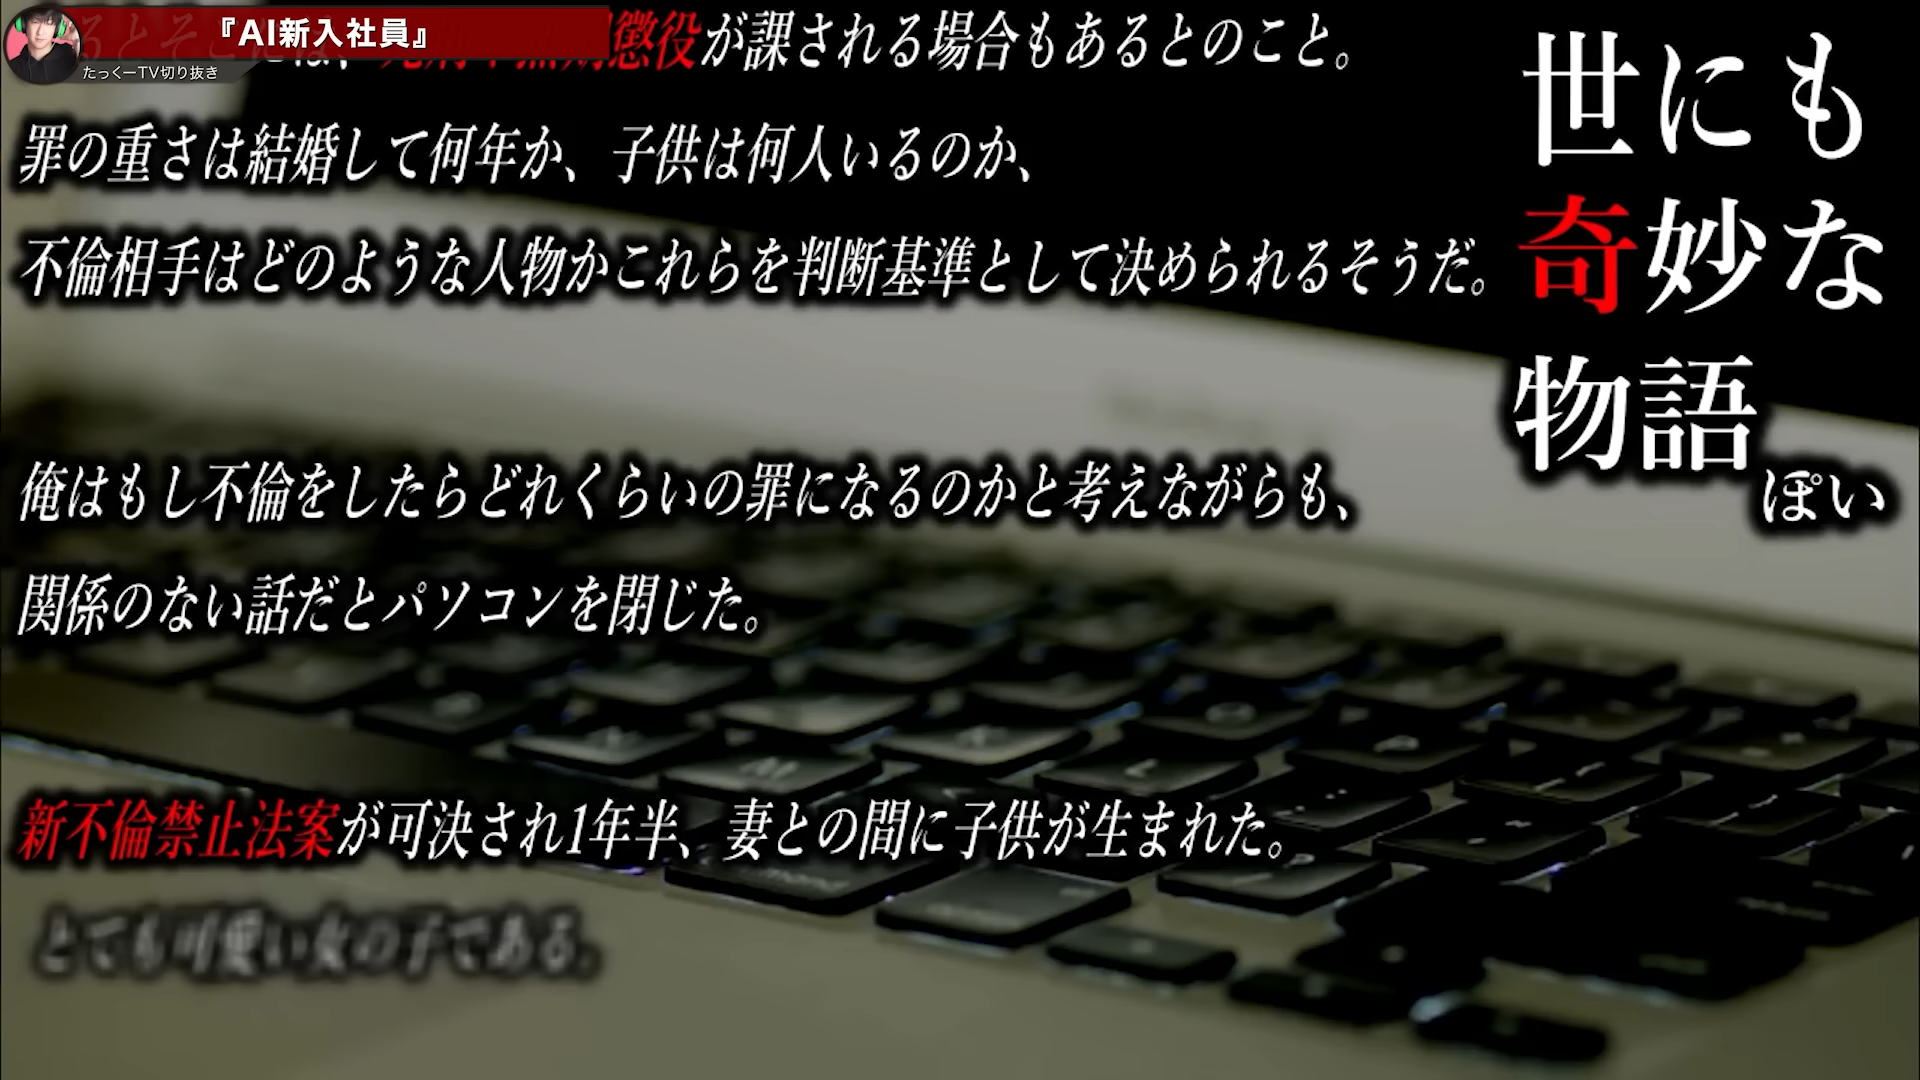 『AI新入社員』
たっくーTV切り抜き
懲役が課される場合もあるとのこと。
罪の重さは結婚して何年か、子供は何人いるのか、
不倫相手はどのような人物かこれらを判断基準として決められるそうだ。
俺はもし不倫をしたらどれくらいの罪になるのかと考えながらも、
関係のない話だとパソコンを閉じた。
新不倫禁止法案が可決され1年半、妻との間に子供が生まれた。
とても可愛い女の子である。
世にも
奇妙な
物語
ぽい